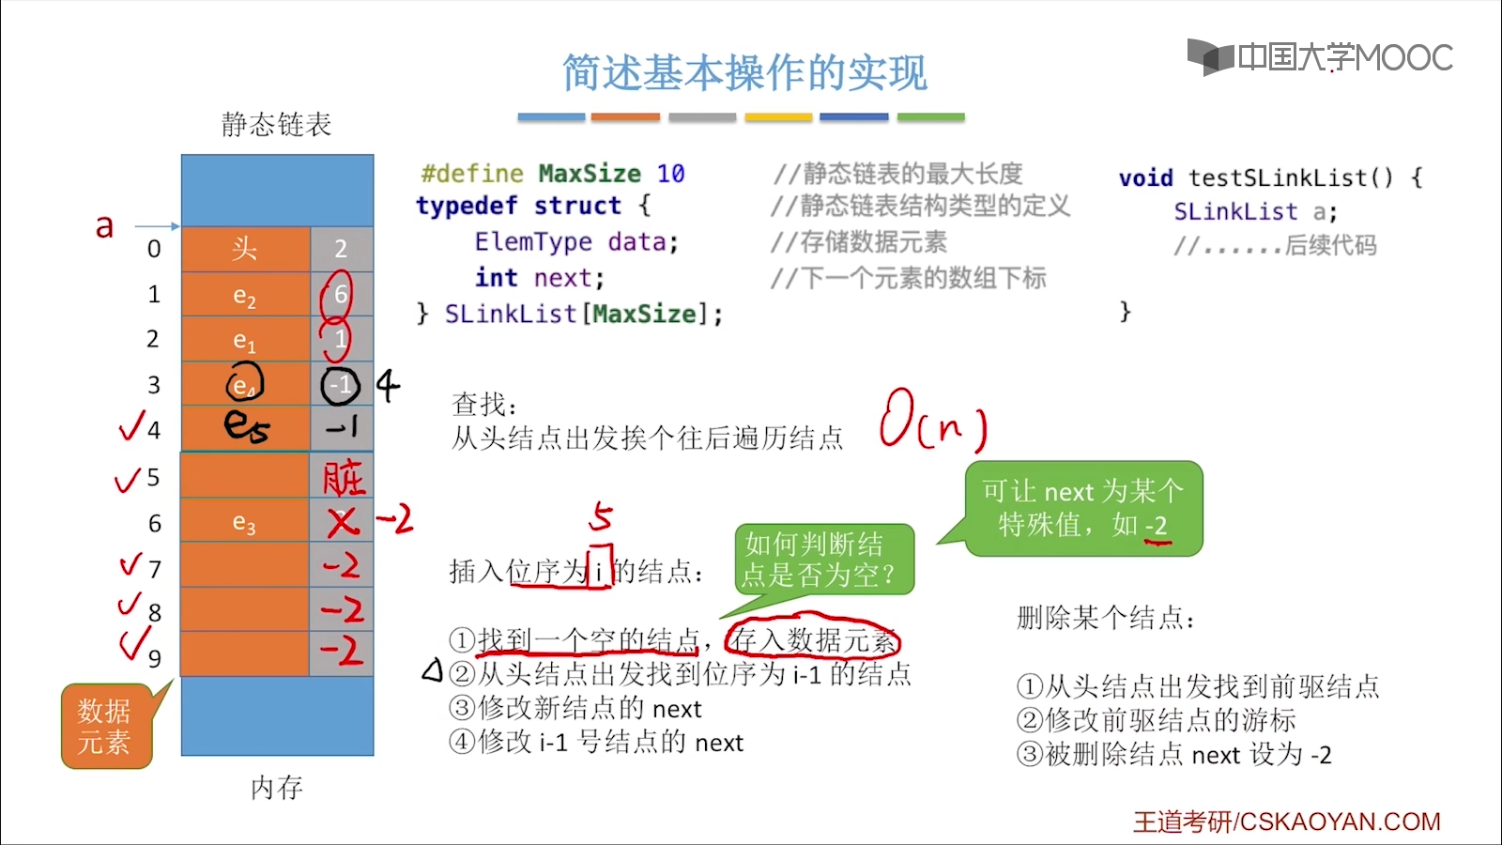 中国大学MOOC
简述基本操作的实现
静态链表
a
0 头 2
1 e2 6
2 e1 1
3 e4 -1 4
4 e5 -1
5 脏
6 e3 -2
7 -2
8 -2
9 -2
数据
元素
内存
#define MaxSize 10 //静态链表的最大长度
typedef struct { //静态链表结构类型的定义
ElemType data; //存储数据元素
int next; //下一个元素的数组下标
} SLinkList[MaxSize];
void testSLinkList() {
SLinkList a;
//......后续代码
}
查找:
从头结点出发挨个往后遍历结点
O(n)
5
插入位序为 i 的结点:
如何判断结
点是否为空?
可让 next 为某个
特殊值,如 -2
①找到一个空的结点,存入数据元素
②从头结点出发找到位序为 i-1 的结点
③修改新结点的 next
④修改 i-1 号结点的 next
删除某个结点:
①从头结点出发找到前驱结点
②修改前驱结点的游标
③被删除结点 next 设为 -2
王道考研/CSKAOYAN.COM